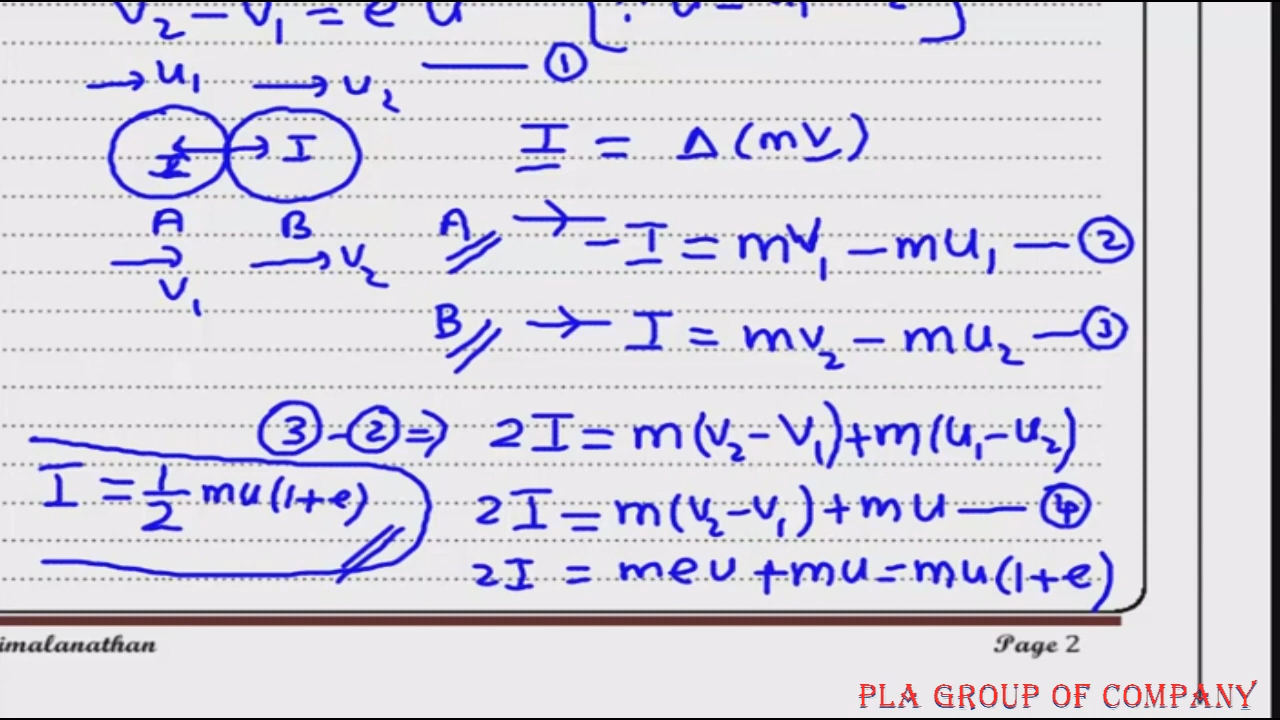 V₂ - V₁ = e u
①
→ u₁ → v₂
I I
I = Δ(mv)
A B
A → -I = mV₁ - mu₁ — ②
→ V₁ → V₂
B → I = mv₂ - mu₂ — ③
③ - ② ⇒ 2I = m(v₂ - v₁) + m(u₁ - u₂)
I = 1/2 mu(1+e)
2I = m(v₂ - v₁) + mu — ④
2I = meu + mu = mu(1+e)
imalanathan Page 2
PLA GROUP OF COMPANY